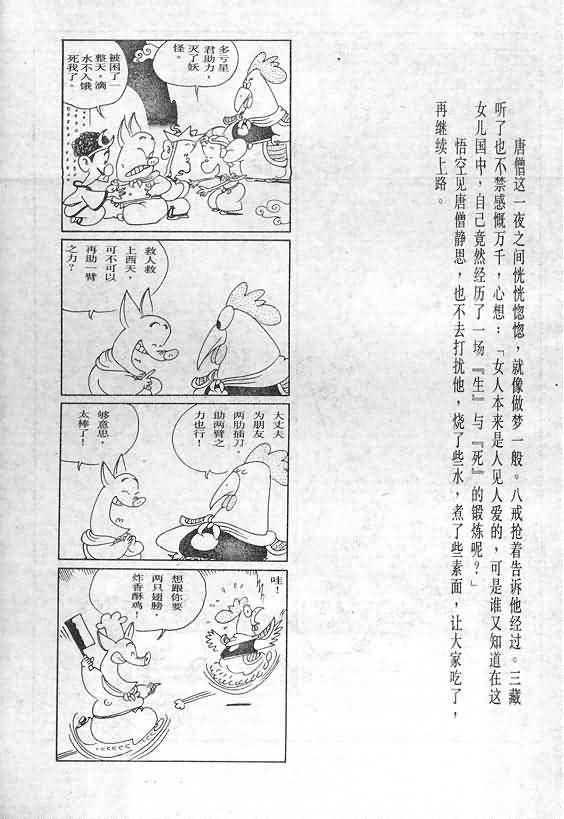 唐僧这一夜之间恍恍惚惚，就像做梦一般。八戒抢着告诉他经过。三藏
听了也不禁感慨万千，心想：「女人本来是人见人爱的，可是谁又知道在这
女儿国中，自己竟然经历了一场『生』与『死』的锻炼呢？」
悟空见唐僧静思，也不去打扰他，烧了些水，煮了些素面，让大家吃了，
再继续上路。
多亏星
君助力，
灭了妖
怪。
被困了一
整天，滴
水不入饿
死我了。
救人救
上西天，
可不可以
再助一臂
之力？
大丈夫
为朋友
两肋插刀，
助两臂之
力也行！
够意思，
太棒了！
哇！
想跟你要
两只翅膀，
炸香酥鸡！